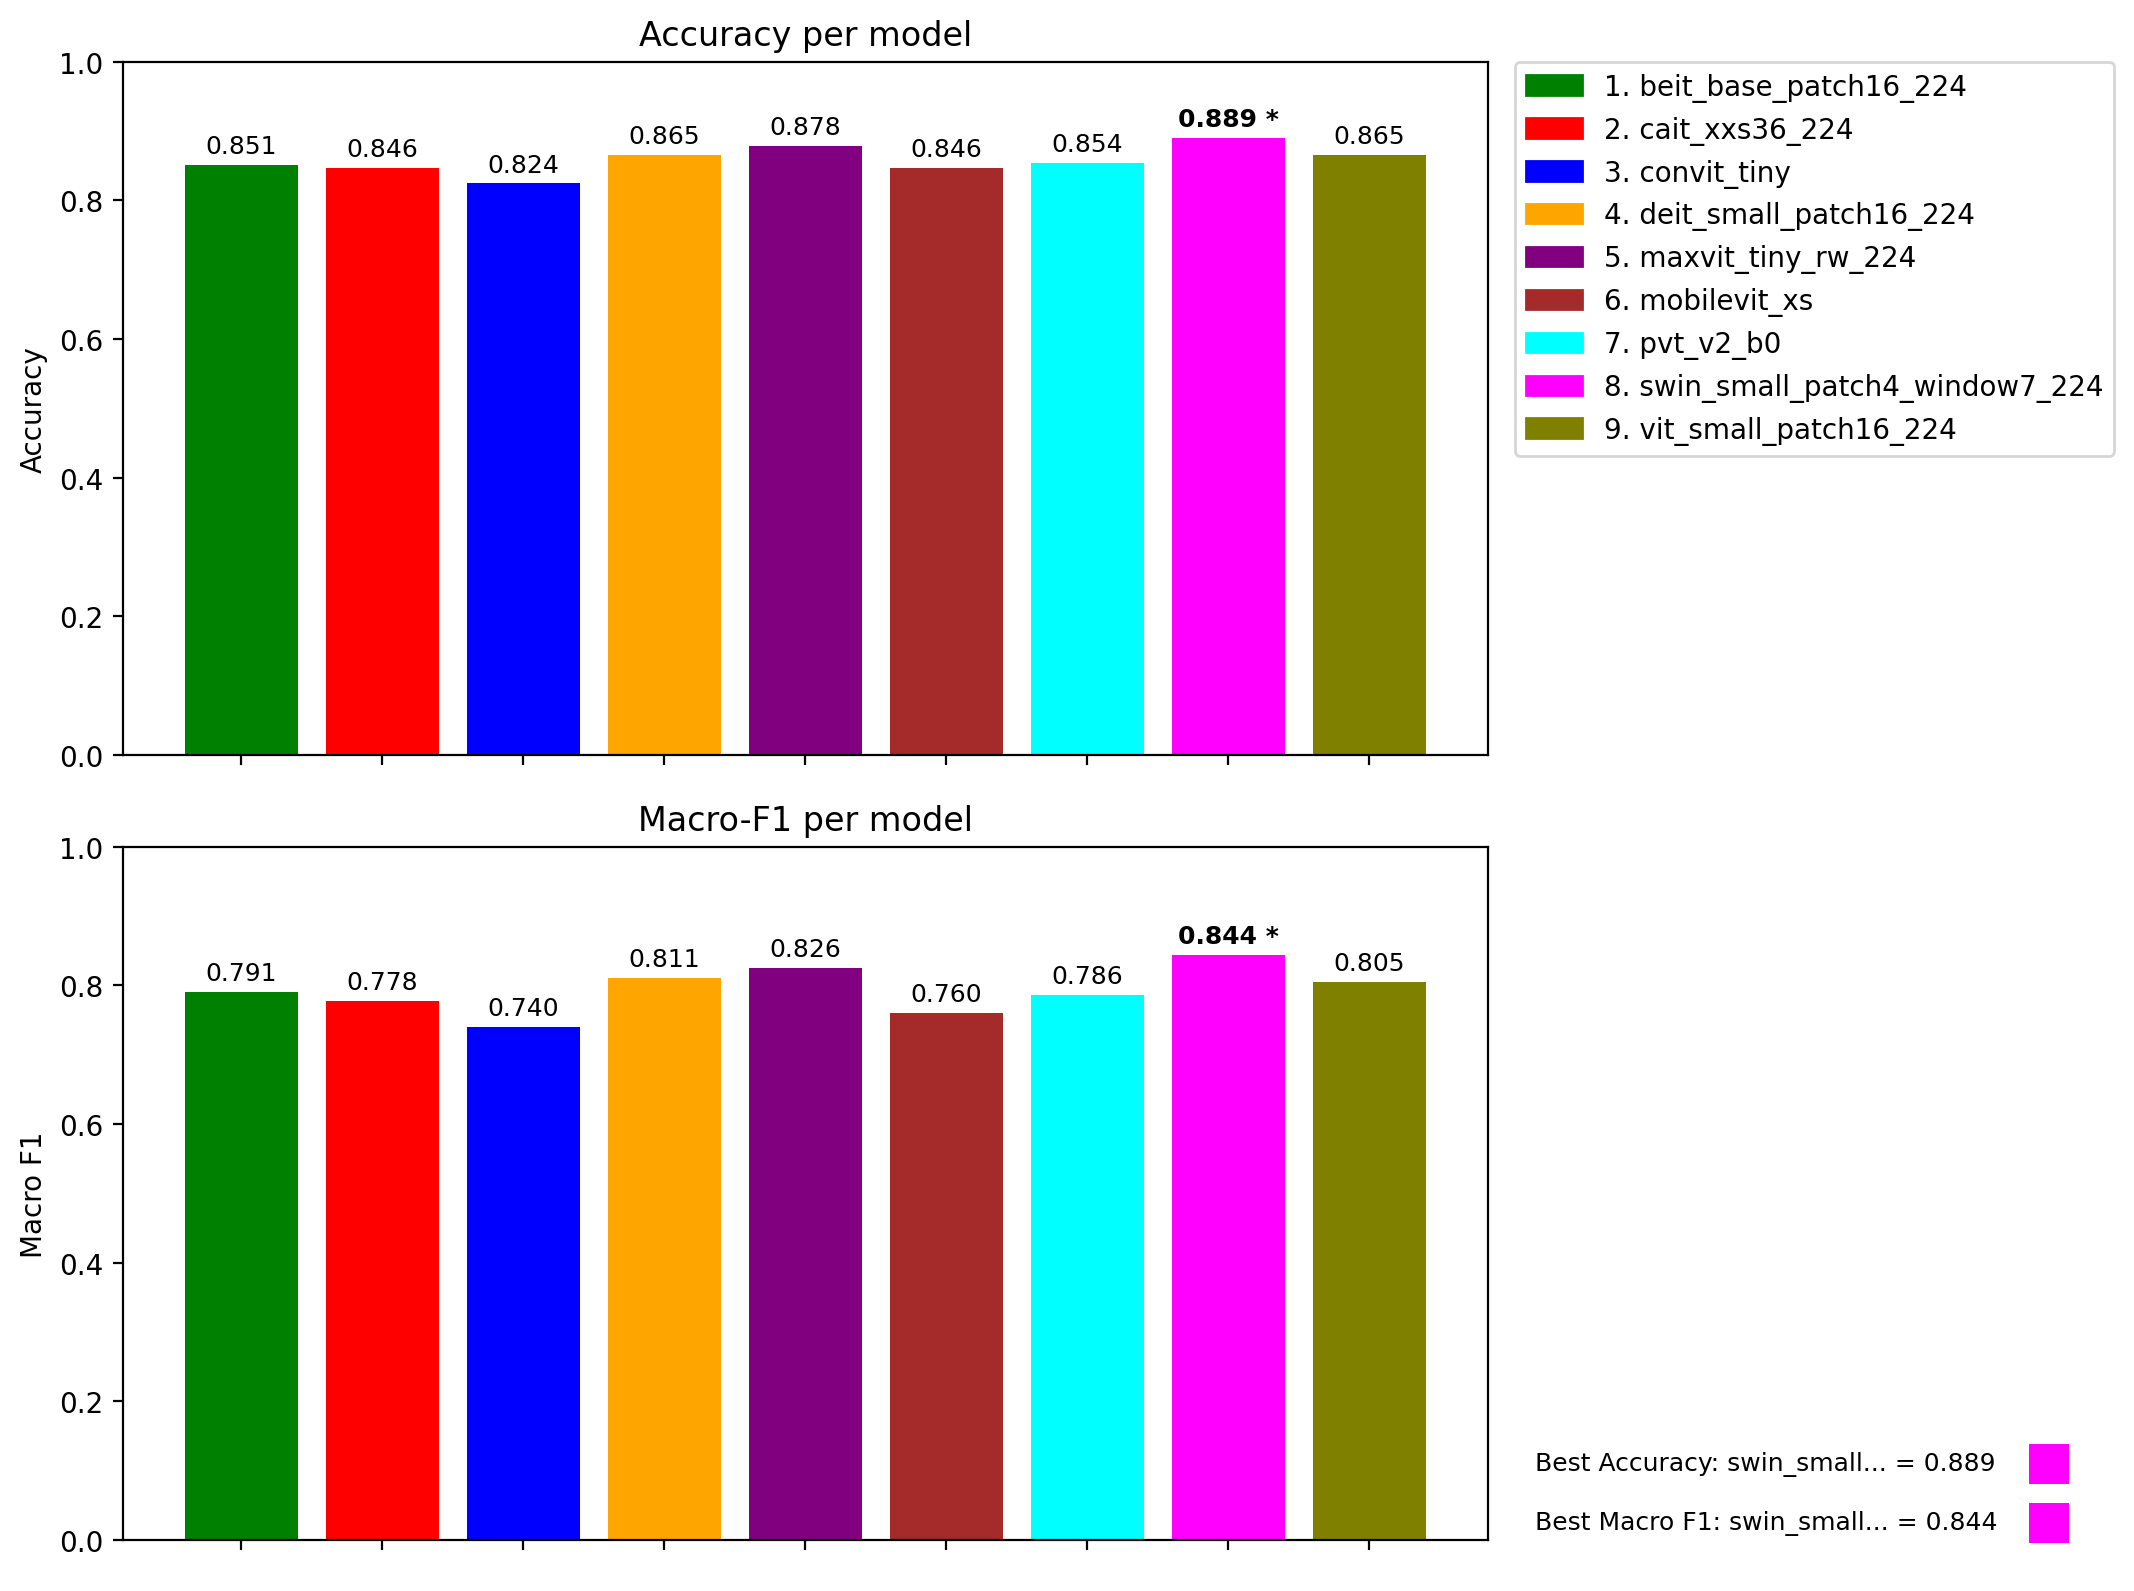 Accuracy per model
Accuracy
1.0
0.8
0.6
0.4
0.2
0.0
0.851
0.846
0.824
0.865
0.878
0.846
0.854
0.889 *
0.865
1. beit_base_patch16_224
2. cait_xxs36_224
3. convit_tiny
4. deit_small_patch16_224
5. maxvit_tiny_rw_224
6. mobilevit_xs
7. pvt_v2_b0
8. swin_small_patch4_window7_224
9. vit_small_patch16_224
Macro-F1 per model
Macro F1
1.0
0.8
0.6
0.4
0.2
0.0
0.791
0.778
0.740
0.811
0.826
0.760
0.786
0.844 *
0.805
Best Accuracy: swin_small... = 0.889
Best Macro F1: swin_small... = 0.844